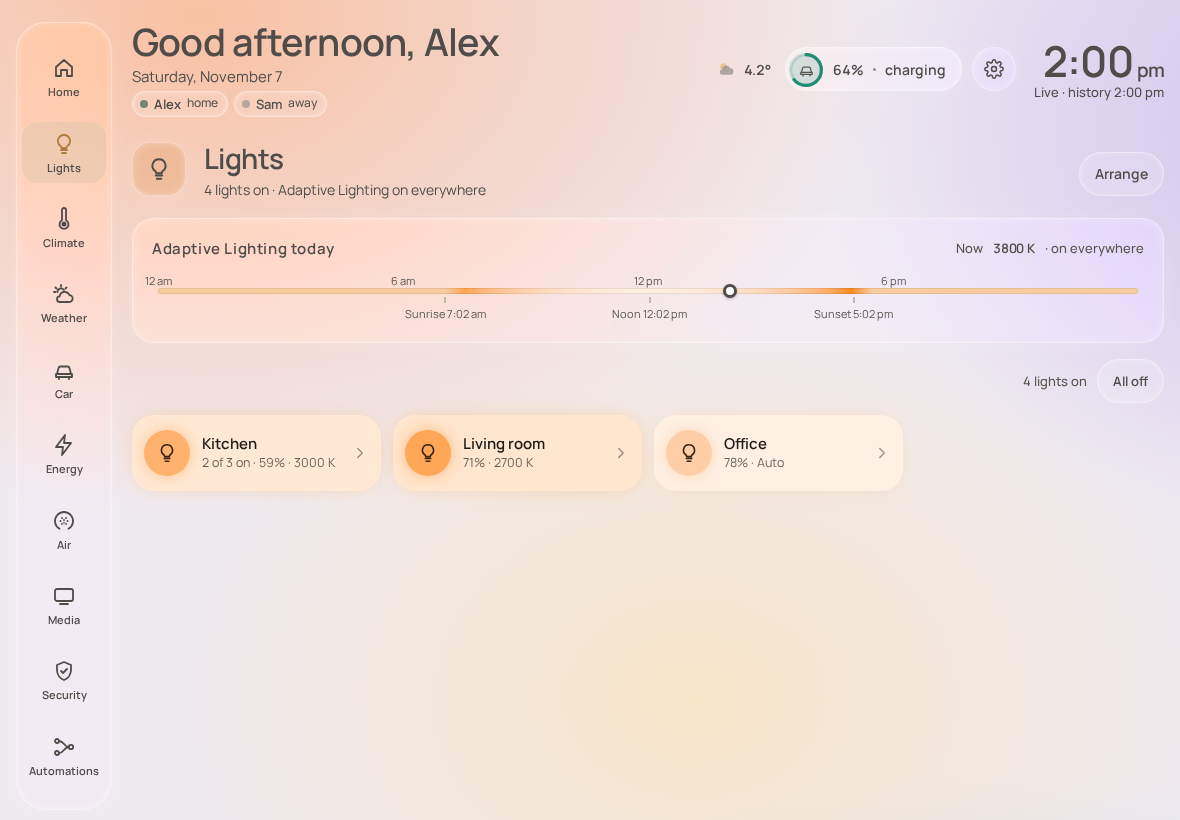 Good afternoon, Alex
Saturday, November 7
Alex home
Sam away
4.2°
64% · charging
2:00 pm
Live · history 2:00 pm
Home
Lights
Climate
Weather
Car
Energy
Air
Media
Security
Automations
Lights
4 lights on · Adaptive Lighting on everywhere
Arrange
Adaptive Lighting today
Now 3800 K · on everywhere
12 am
6 am
12 pm
6 pm
Sunrise 7:02 am
Noon 12:02 pm
Sunset 5:02 pm
4 lights on
All off
Kitchen
2 of 3 on · 59% · 3000 K
Living room
71% · 2700 K
Office
78% · Auto